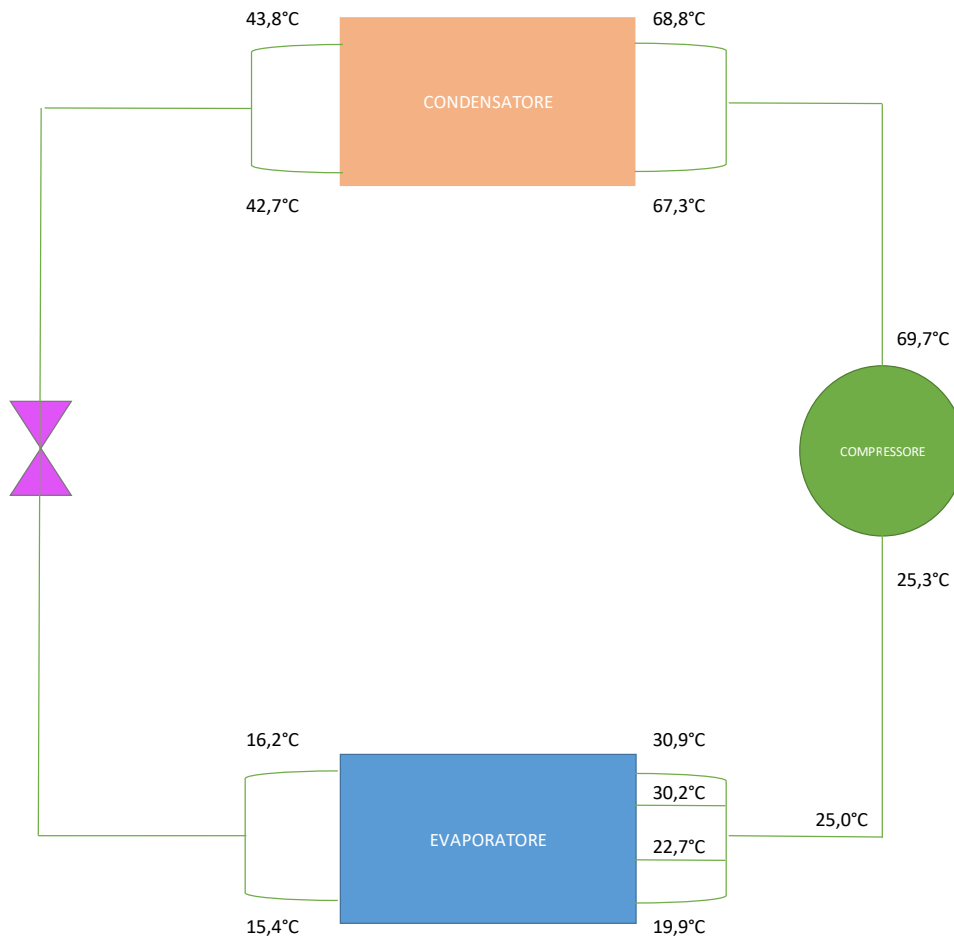 43,8°C
68,8°C
CONDENSATORE
42,7°C
67,3°C
69,7°C
COMPRESSORE
25,3°C
16,2°C
30,9°C
30,2°C
25,0°C
EVAPORATORE
22,7°C
15,4°C
19,9°C